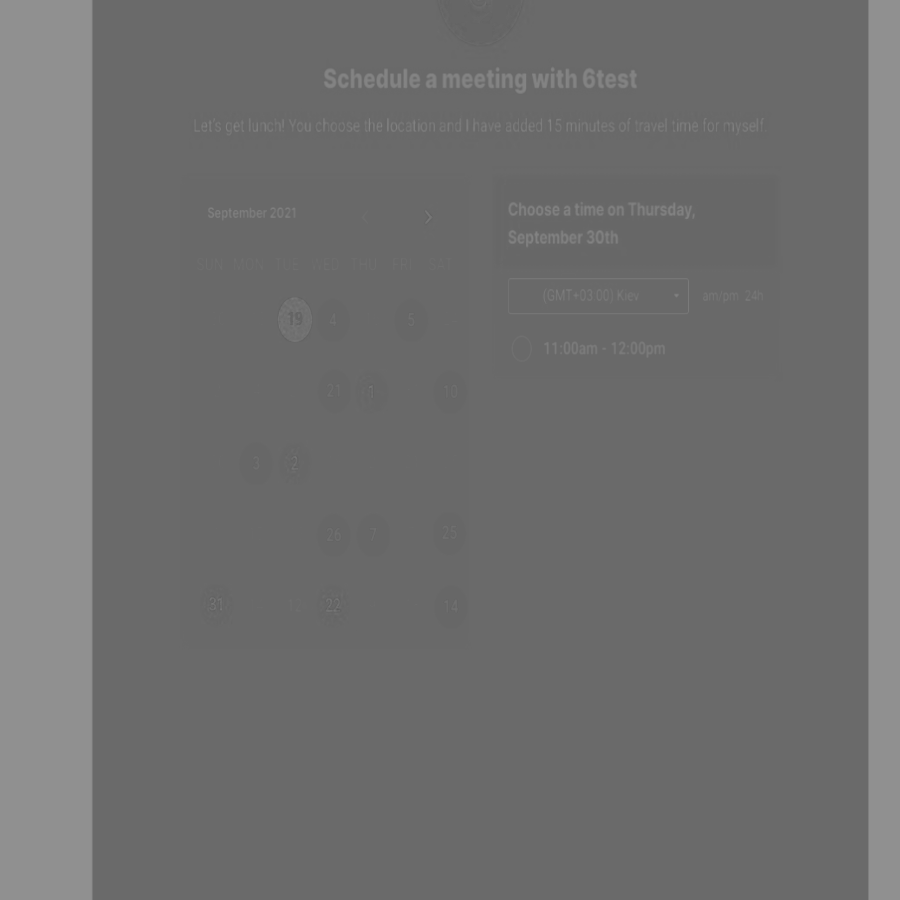 Schedule a meeting with 6test
Let's get lunch! You choose the location and I have added 15 minutes of travel time for myself.
September 2021
SUN MON TUE WED THU FRI SAT
19 4 5
21 1 10
3 2
26 7 25
31 12 22 14
Choose a time on Thursday,
September 30th
(GMT+03:00) Kiev am/pm 24h
11:00am - 12:00pm